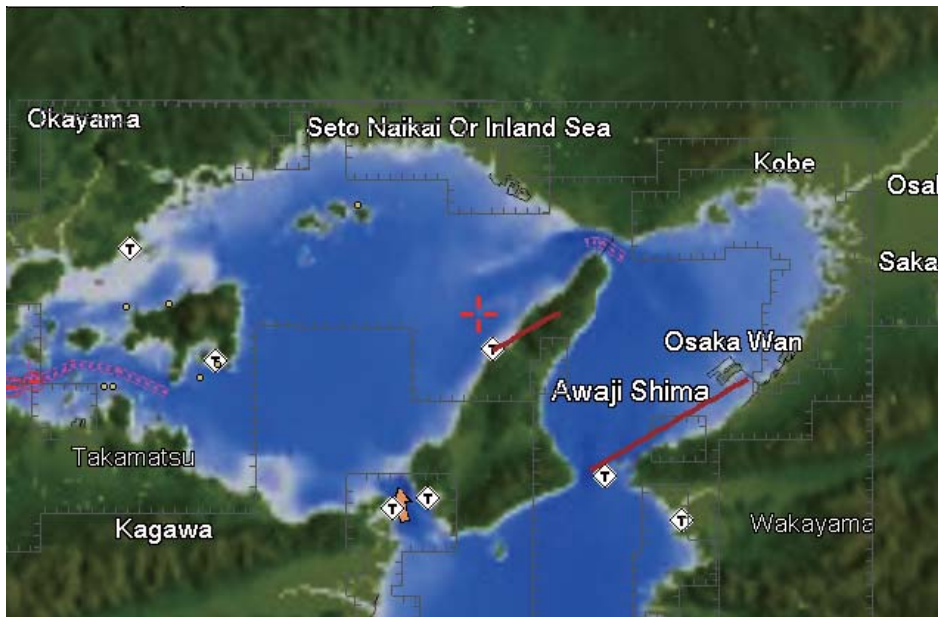 Okayama
Seto Naikai Or Inland Sea
Kobe
Osal
Saka
T
T
T
Osaka Wan
Awaji Shima
Takamatsu
T
T
T
T
Kagawa
Wakayama